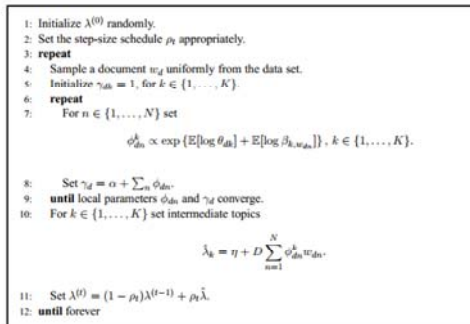 1: Initialize λ^(0) randomly.
2: Set the step-size schedule ρ_t appropriately.
3: repeat
4: Sample a document w_d uniformly from the data set.
5: Initialize γ_dk = 1, for k ∈ {1, . . . , K}.
6: repeat
7: For n ∈ {1, . . . , N} set
ϕ^k_dn ∝ exp {𝔼[log θ_dk] + 𝔼[log β_k,w_dn]} , k ∈ {1, . . . , K}.
8: Set γ_d = α + ∑_n ϕ_dn.
9: until local parameters ϕ_dn and γ_d converge.
10: For k ∈ {1, . . . , K} set intermediate topics
λ̂_k = η + D ∑^N_n=1 ϕ^k_dn w_dn.
11: Set λ^(t) = (1 − ρ_t)λ^(t−1) + ρ_t λ̂.
12: until forever